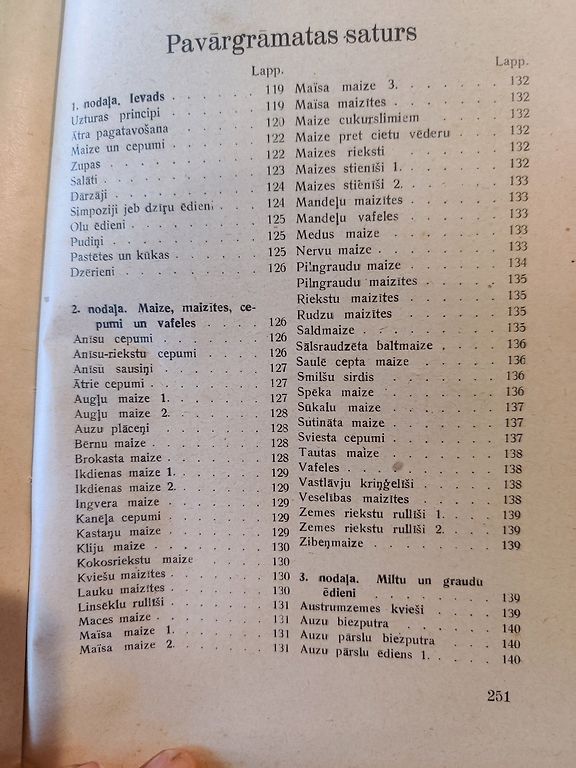 Pavārgrāmatas saturs
Lapp.
1. nodaļa. Ievads . . . . . . 119
Uzturas principi . . . . . . 119
Ātra pagatavošana . . . . . . 120
Maize un cepumi . . . . . . 122
Zupas . . . . . . 122
Salāti . . . . . . 123
Dārzāji . . . . . . 124
Simpoziji jeb dzīŗu ēdieni . . 124
Olu ēdieni . . . . . . 125
Pudiņi . . . . . . 125
Pastētes un kūkas . . . . . . 125
Dzērieni . . . . . . 126
2. nodaļa. Maize, maizītes, ce-
pumi un vafeles . . . . 126
Anīsu cepumi . . . . . . 126
Anīsu-riekstu cepumi . . . . 126
Anīsu sausiņi . . . . . . 127
Ātrie cepumi . . . . . . 127
Augļu maize 1. . . . . . 127
Augļu maize 2. . . . . . 128
Auzu plāceņi . . . . . . 128
Bērnu maize . . . . . . 128
Brokasta maize . . . . . . 128
Ikdienas maize 1. . . . . . 129
Ikdienas maize 2. . . . . . 129
Ingvera maize . . . . . . 129
Kanēļa cepumi . . . . . . 129
Kastaņu maize . . . . . . 129
Kliju maize . . . . . . 130
Kokosriekstu maize . . . . 130
Kviešu maizītes . . . . . . 130
Lauku maizītes . . . . . . 130
Linsēklu rullīši . . . . . . 131
Maces maize . . . . . . 131
Maīsa maize 1. . . . . . 131
Maīsa maize 2. . . . . . 131
Lapp.
Maīsa maize 3. . . . . . 132
Maīsa maizītes . . . . . . 132
Maize cukurslimiem . . . . 132
Maize pret cietu vēderu . . 132
Maizes rieksti . . . . . . 132
Maizes stienīši 1. . . . . . 132
Maizes stienīši 2. . . . . . 133
Mandeļu maizītes . . . . . 133
Mandeļu vafeles . . . . . 133
Medus maize . . . . . . 133
Nervu maize . . . . . . 133
Pilngraudu maize . . . . . 134
Pilngraudu maizītes . . . . 135
Riekstu maizītes . . . . . 135
Rudzu maizītes . . . . . 135
Saldmaize . . . . . . 135
Sālsraudzēta baltmaize . . . 136
Saulē cepta maize . . . . . 136
Smilšu sirdis . . . . . . 136
Spēka maize . . . . . . 136
Sūkalu maize . . . . . . 137
Sutināta maize . . . . . . 137
Sviesta cepumi . . . . . . 137
Tautas maize . . . . . . 138
Vafeles . . . . . . 138
Vastlāvju kriņģelīši . . . . 138
Veselības maizītes . . . . . 138
Zemes riekstu rullīši 1. . . . 139
Zemes riekstu rullīši 2. . . . 139
Zibeņmaize . . . . . . 139
3. nodaļa. Miltu un graudu
ēdieni . . . . . . 139
Austrumzemes kvieši . . . . 139
Auzu biezputra . . . . . 140
Auzu pārslu biezputra . . . 140
Auzu pārslu ēdiens 1. . . . 140
251